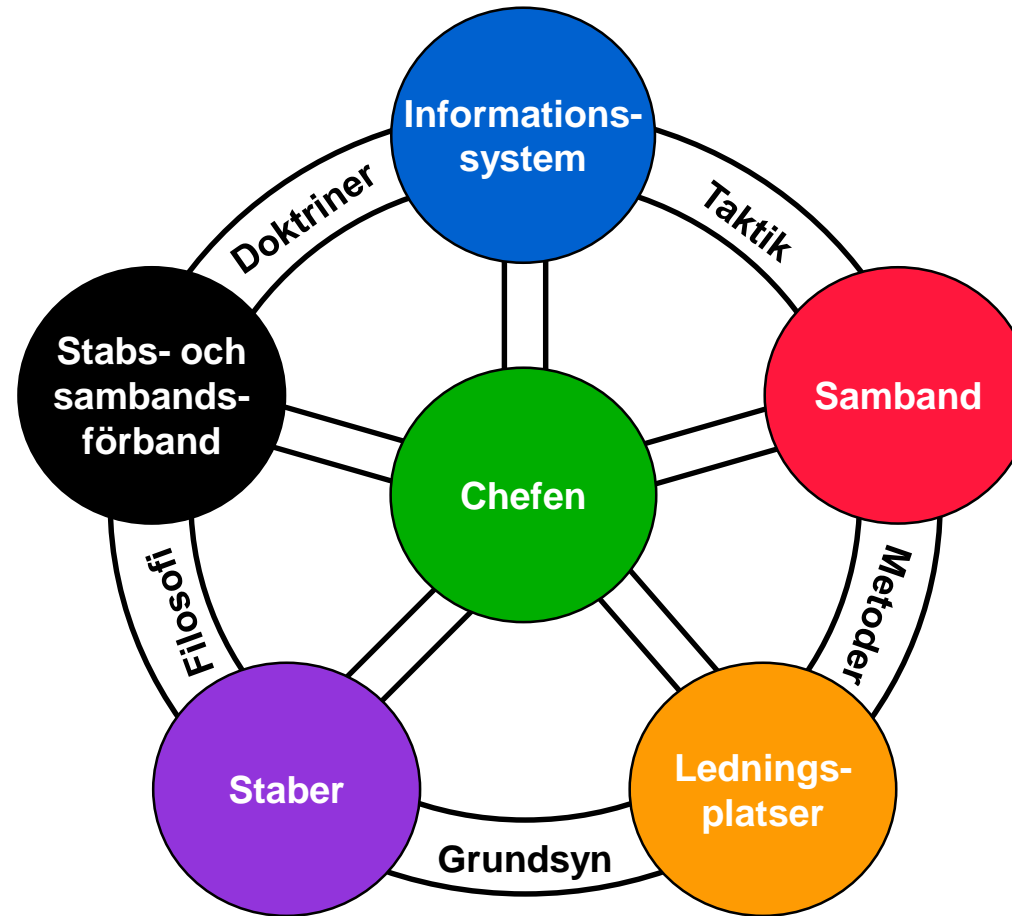 Informations-
system
Doktriner
Taktik
Stabs- och
sambands-
förband
Samband
Chefen
Filosofi
Metoder
Staber
Lednings-
platser
Grundsyn